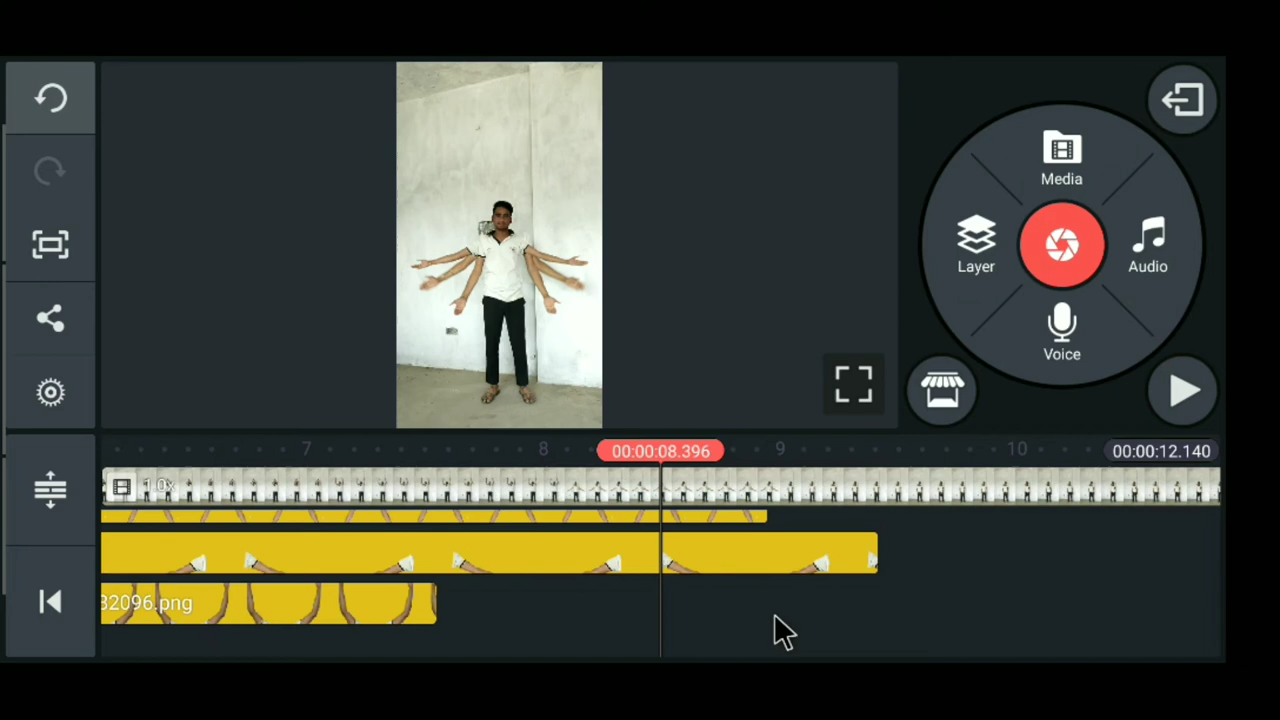 Media
Layer
Audio
Voice
7
8
00:00:08.396
9
10
00:00:12.140
1.0x
32096.png